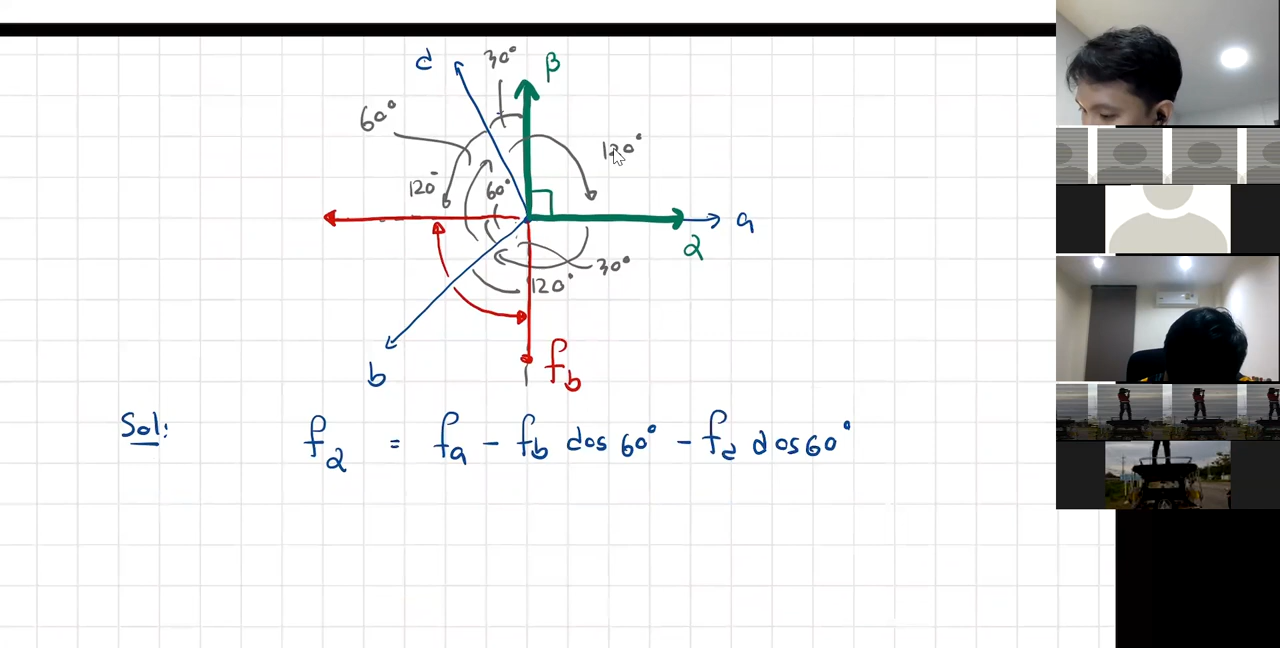 30°
d
β
60°
120°
120°
60°
a
α
30°
120°
b
f_b
Sol:
f_α = f_a - f_b cos 60° - f_c cos 60°